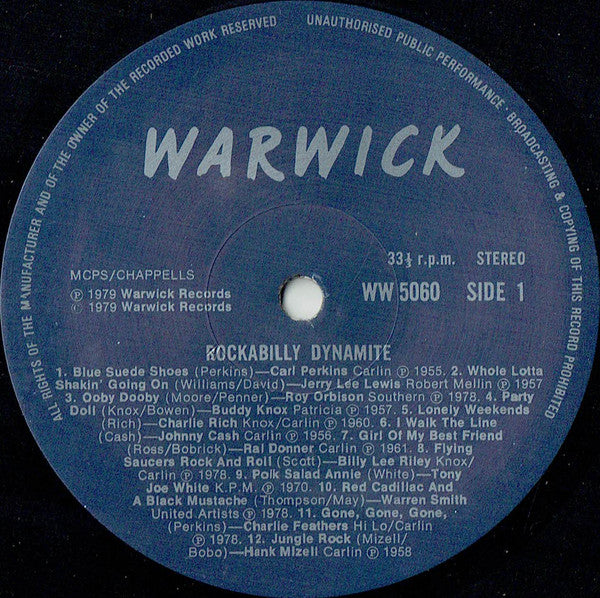 ALL RIGHTS OF THE MANUFACTURER AND OF THE OWNER OF THE RECORDED WORK RESERVED
UNAUTHORISED PUBLIC PERFORMANCE · BROADCASTING & COPYING OF THIS RECORD PROHIBITED
WARWICK
33⅓ r.p.m. STEREO
MCPS/CHAPPELLS
℗ 1979 Warwick Records
© 1979 Warwick Records
WW 5060 SIDE 1
ROCKABILLY DYNAMITE
1. Blue Suede Shoes (Perkins)—Carl Perkins Carlin ℗ 1955. 2. Whole Lotta
Shakin' Going On (Williams/David)—Jerry Lee Lewis Robert Mellin ℗ 1957
3. Ooby Dooby (Moore/Penner)—Roy Orbison Southern ℗ 1978. 4. Party
Doll (Knox/Bowen)—Buddy Knox Patricia ℗ 1957. 5. Lonely Weekends
(Rich)—Charlie Rich Knox/Carlin ℗ 1960. 6. I Walk The Line
(Cash)—Johnny Cash Carlin ℗ 1956. 7. Girl Of My Best Friend
(Ross/Bobrick)—Ral Donner Carlin ℗ 1961. 8. Flying
Saucers Rock And Roll (Scott)—Billy Lee Riley Knox/
Carlin ℗ 1978. 9. Polk Salad Annie (White)—Tony
Joe White K.P.M. ℗ 1970. 10. Red Cadillac And
A Black Mustache (Thompson/May)—Warren Smith
United Artists ℗ 1978. 11. Gone, Gone, Gone,
(Perkins)—Charlie Feathers Hi Lo/Carlin
℗ 1978. 12. Jungle Rock (Mizell/
Bobo)—Hank Mizell Carlin ℗ 1958